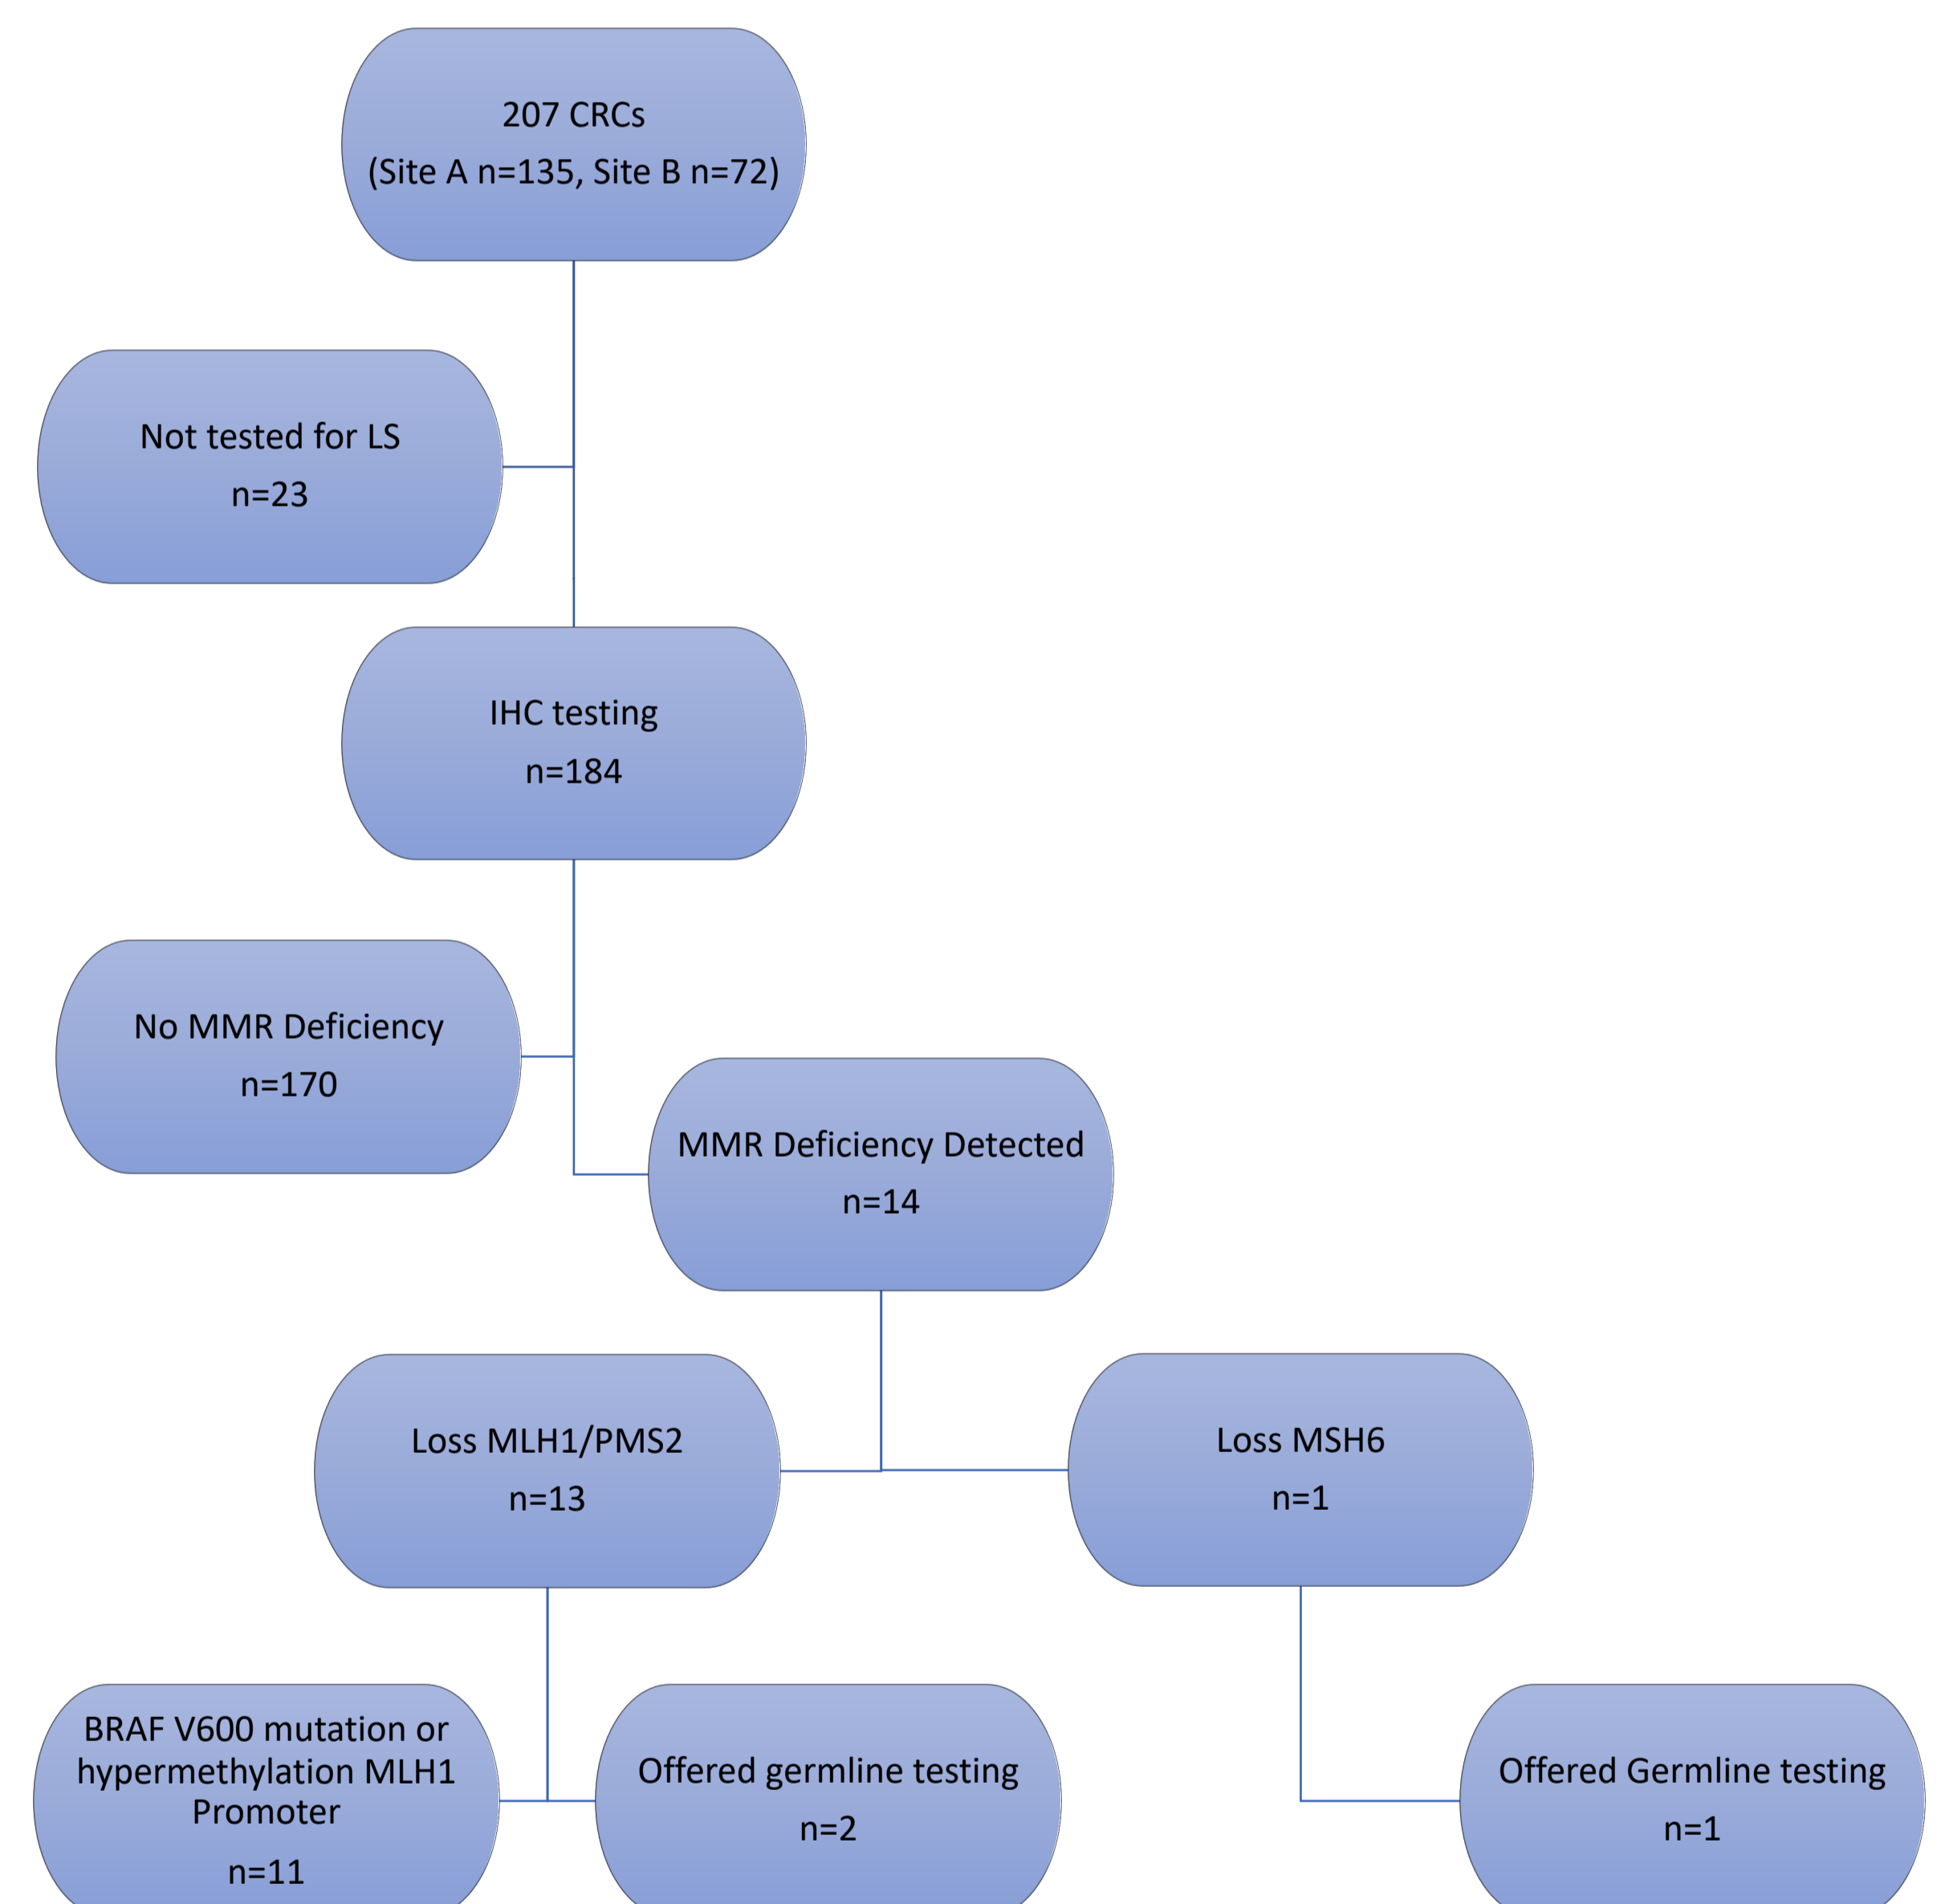 207 CRCs
(Site A n=135, Site B n=72)
Not tested for LS
n=23
IHC testing
n=184
No MMR Deficiency
n=170
MMR Deficiency Detected
n=14
Loss MLH1/PMS2
n=13
Loss MSH6
n=1
BRAF V600 mutation or
hypermethylation MLH1
Promoter
n=11
Offered germline testing
n=2
Offered Germline testing
n=1